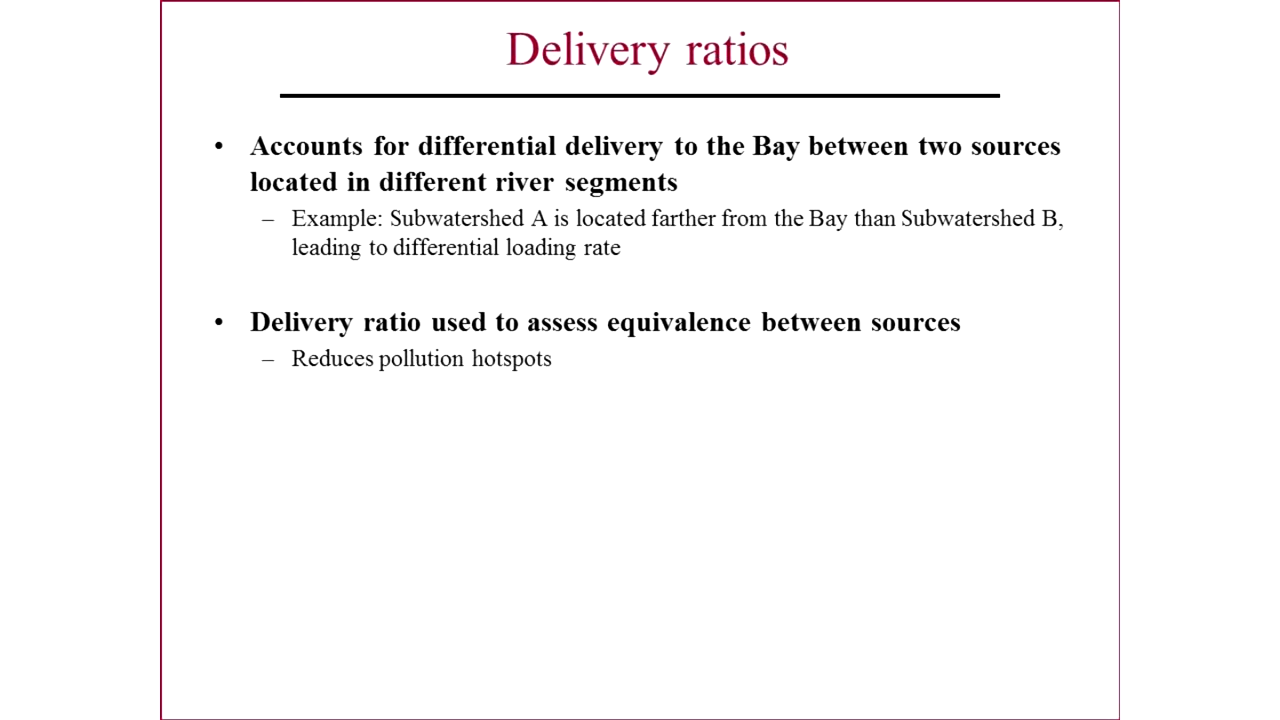 Delivery ratios
• Accounts for differential delivery to the Bay between two sources
located in different river segments
– Example: Subwatershed A is located farther from the Bay than Subwatershed B,
leading to differential loading rate
• Delivery ratio used to assess equivalence between sources
– Reduces pollution hotspots